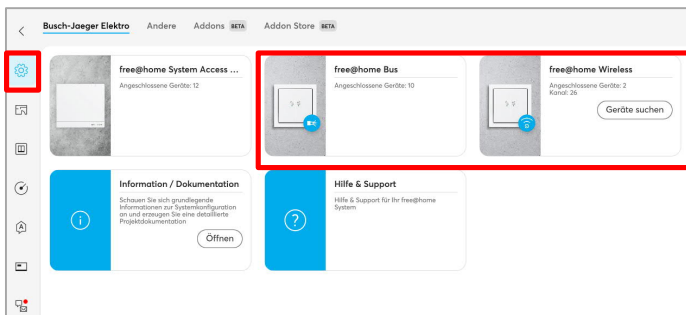 Busch-Jaeger Elektro Andere Addons BETA Addon Store BETA
free@home System Access ...
Angeschlossene Geräte: 12
free@home Bus
Angeschlossene Geräte: 10
free@home Wireless
Angeschlossene Geräte: 2
Kanal: 26
Geräte suchen
Information / Dokumentation
Schauen Sie sich grundlegende
Informationen zur Systemkonfiguration
an und erzeugen Sie eine detaillierte
Projektdokumentation
Öffnen
Hilfe & Support
Hilfe & Support für Ihr free@home
System